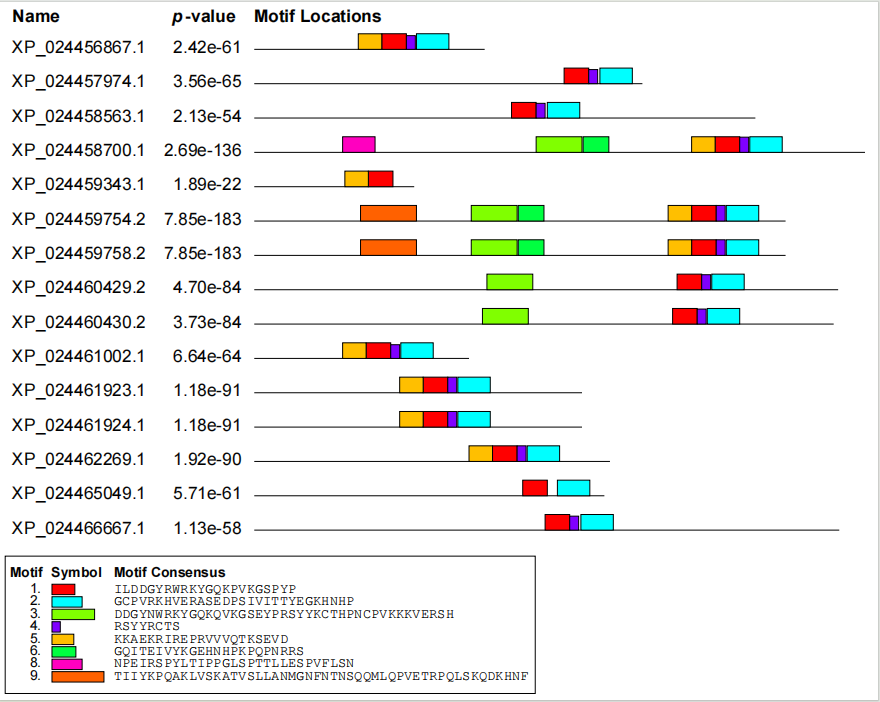 Name p-value Motif Locations
XP_024456867.1 2.42e-61
XP_024457974.1 3.56e-65
XP_024458563.1 2.13e-54
XP_024458700.1 2.69e-136
XP_024459343.1 1.89e-22
XP_024459754.2 7.85e-183
XP_024459758.2 7.85e-183
XP_024460429.2 4.70e-84
XP_024460430.2 3.73e-84
XP_024461002.1 6.64e-64
XP_024461923.1 1.18e-91
XP_024461924.1 1.18e-91
XP_024462269.1 1.92e-90
XP_024465049.1 5.71e-61
XP_024466667.1 1.13e-58
Motif Symbol Motif Consensus
1. ILDDGYRWRKYGQKPVKGSPYP
2. GCPVRKHVERASEDPSIVITTYEGKHNHP
3. DDGYNWRKYGQKQVKGSEYPRSYYKCTHPNCPVKKKVERSH
4. RSYYRCTS
5. KKAEKRIREPRVVVQTKSEVD
6. GQITEIVYKGEHNHPKPQPNRRS
8. NPEIRSPYLTIPPGLSPTTLLESPVFLSN
9. TIIYKPQAKLVSKATVSLLANMGNFNTNSQQMLQPVETRPQLSKQDKHNF